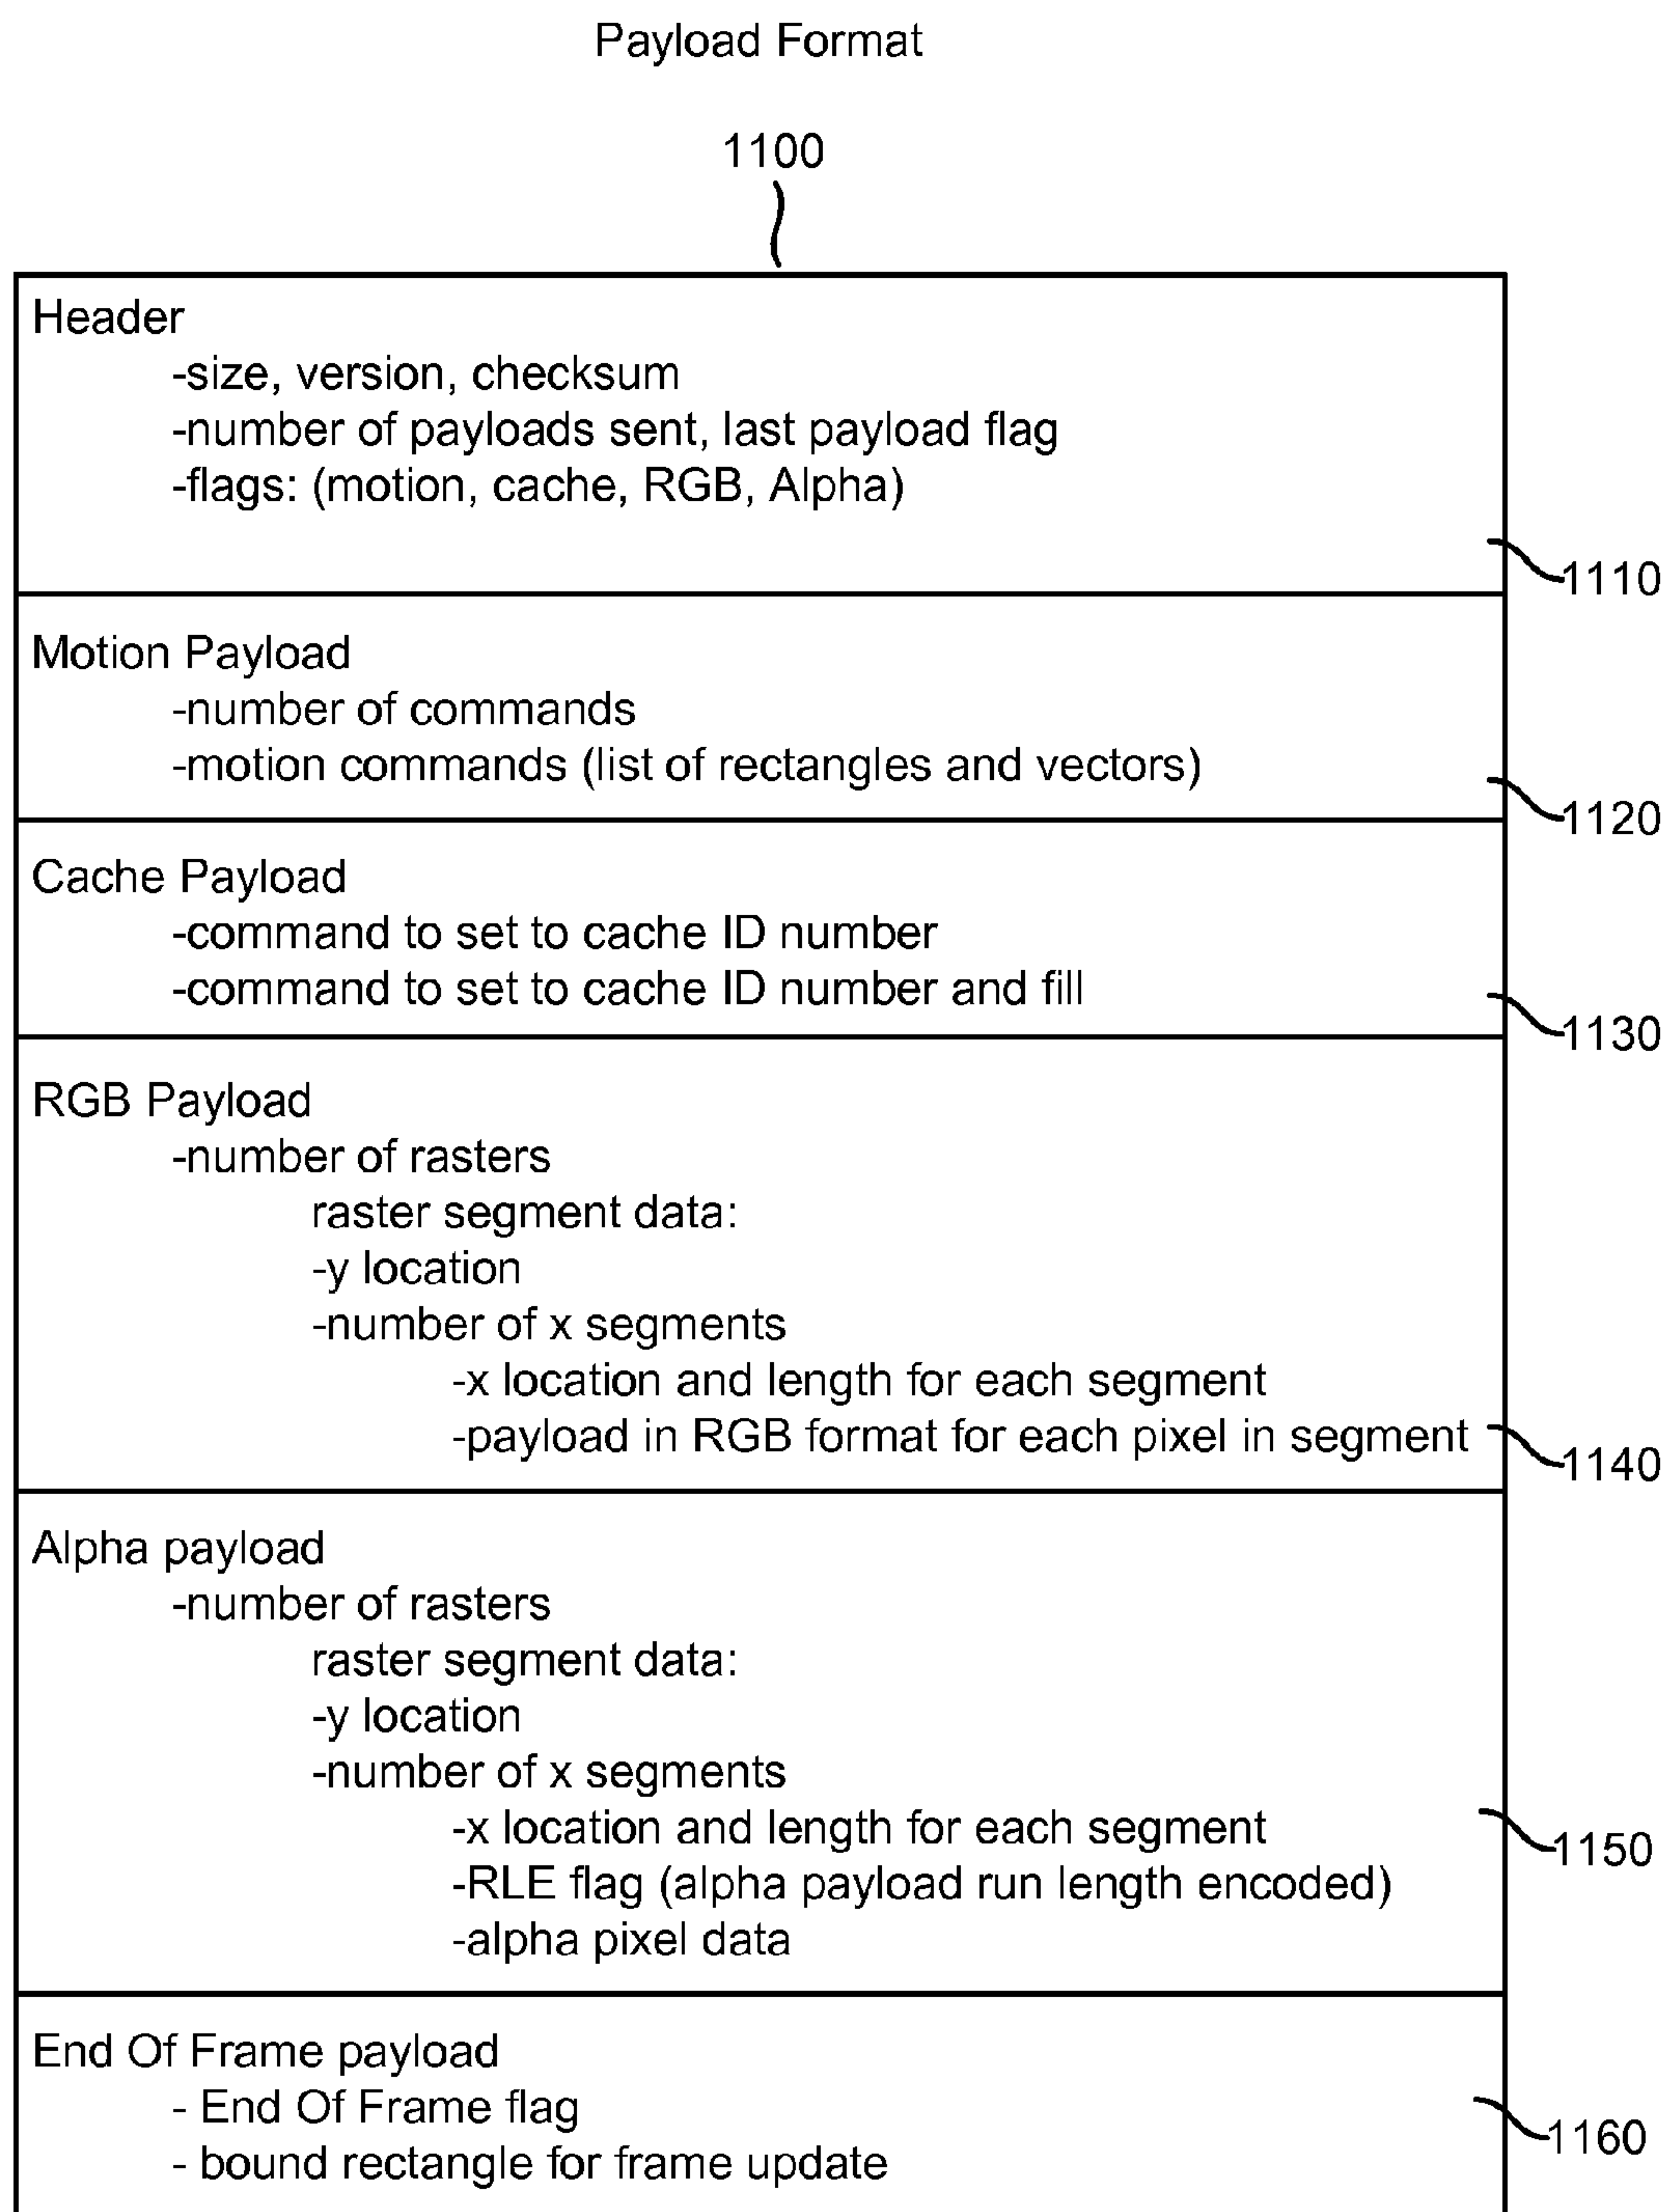 Payload Format
1100
Header
-size, version, checksum
-number of payloads sent, last payload flag
-flags: (motion, cache, RGB, Alpha)
1110
Motion Payload
-number of commands
-motion commands (list of rectangles and vectors)
1120
Cache Payload
-command to set to cache ID number
-command to set to cache ID number and fill
1130
RGB Payload
-number of rasters
raster segment data:
-y location
-number of x segments
-x location and length for each segment
-payload in RGB format for each pixel in segment
1140
Alpha payload
-number of rasters
raster segment data:
-y location
-number of x segments
-x location and length for each segment
1150
-RLE flag (alpha payload run length encoded)
-alpha pixel data
End Of Frame payload
- End Of Frame flag
1160
- bound rectangle for frame update